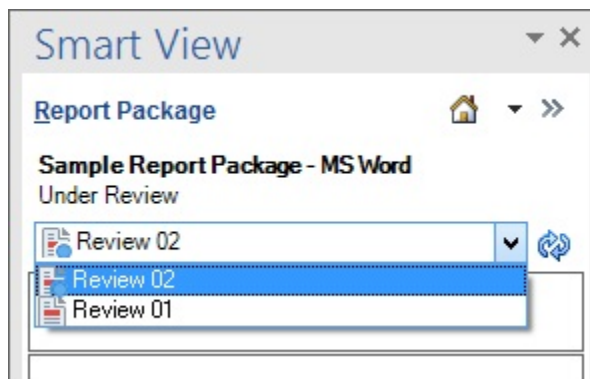 Smart View
Report Package
Sample Report Package - MS Word
Under Review
Review 02
Review 02
Review 01